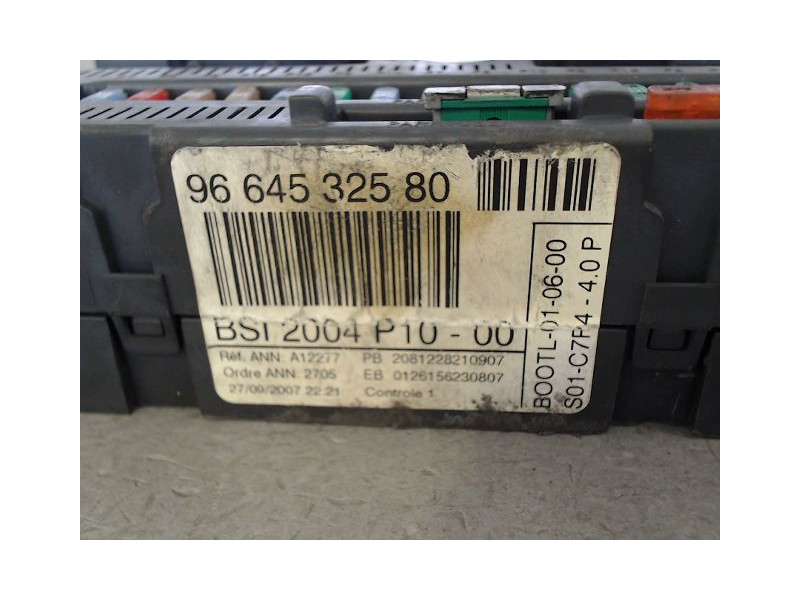 96 645 325 80
BSI 2004 P10 - 00
Réf. ANN: A12277 PB 2081228210907
Ordre ANN: 2705 EB 0126156230807
27/09/2007 22:21 Controle 1
BOOTL-01-06-00
S01-C7P4 - 4.0 P